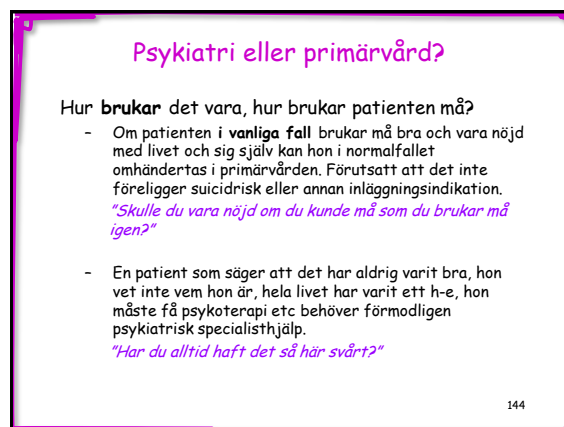 Psykiatri eller primärvård?
Hur brukar det vara, hur brukar patienten må?
- Om patienten i vanliga fall brukar må bra och vara nöjd
med livet och sig själv kan hon i normalfallet
omhändertas i primärvården. Förutsatt att det inte
föreligger suicidrisk eller annan inläggningsindikation.
"Skulle du vara nöjd om du kunde må som du brukar må
igen?"
- En patient som säger att det har aldrig varit bra, hon
vet inte vem hon är, hela livet har varit ett h-e, hon
måste få psykoterapi etc behöver förmodligen
psykiatrisk specialisthjälp.
"Har du alltid haft det så här svårt?"
144